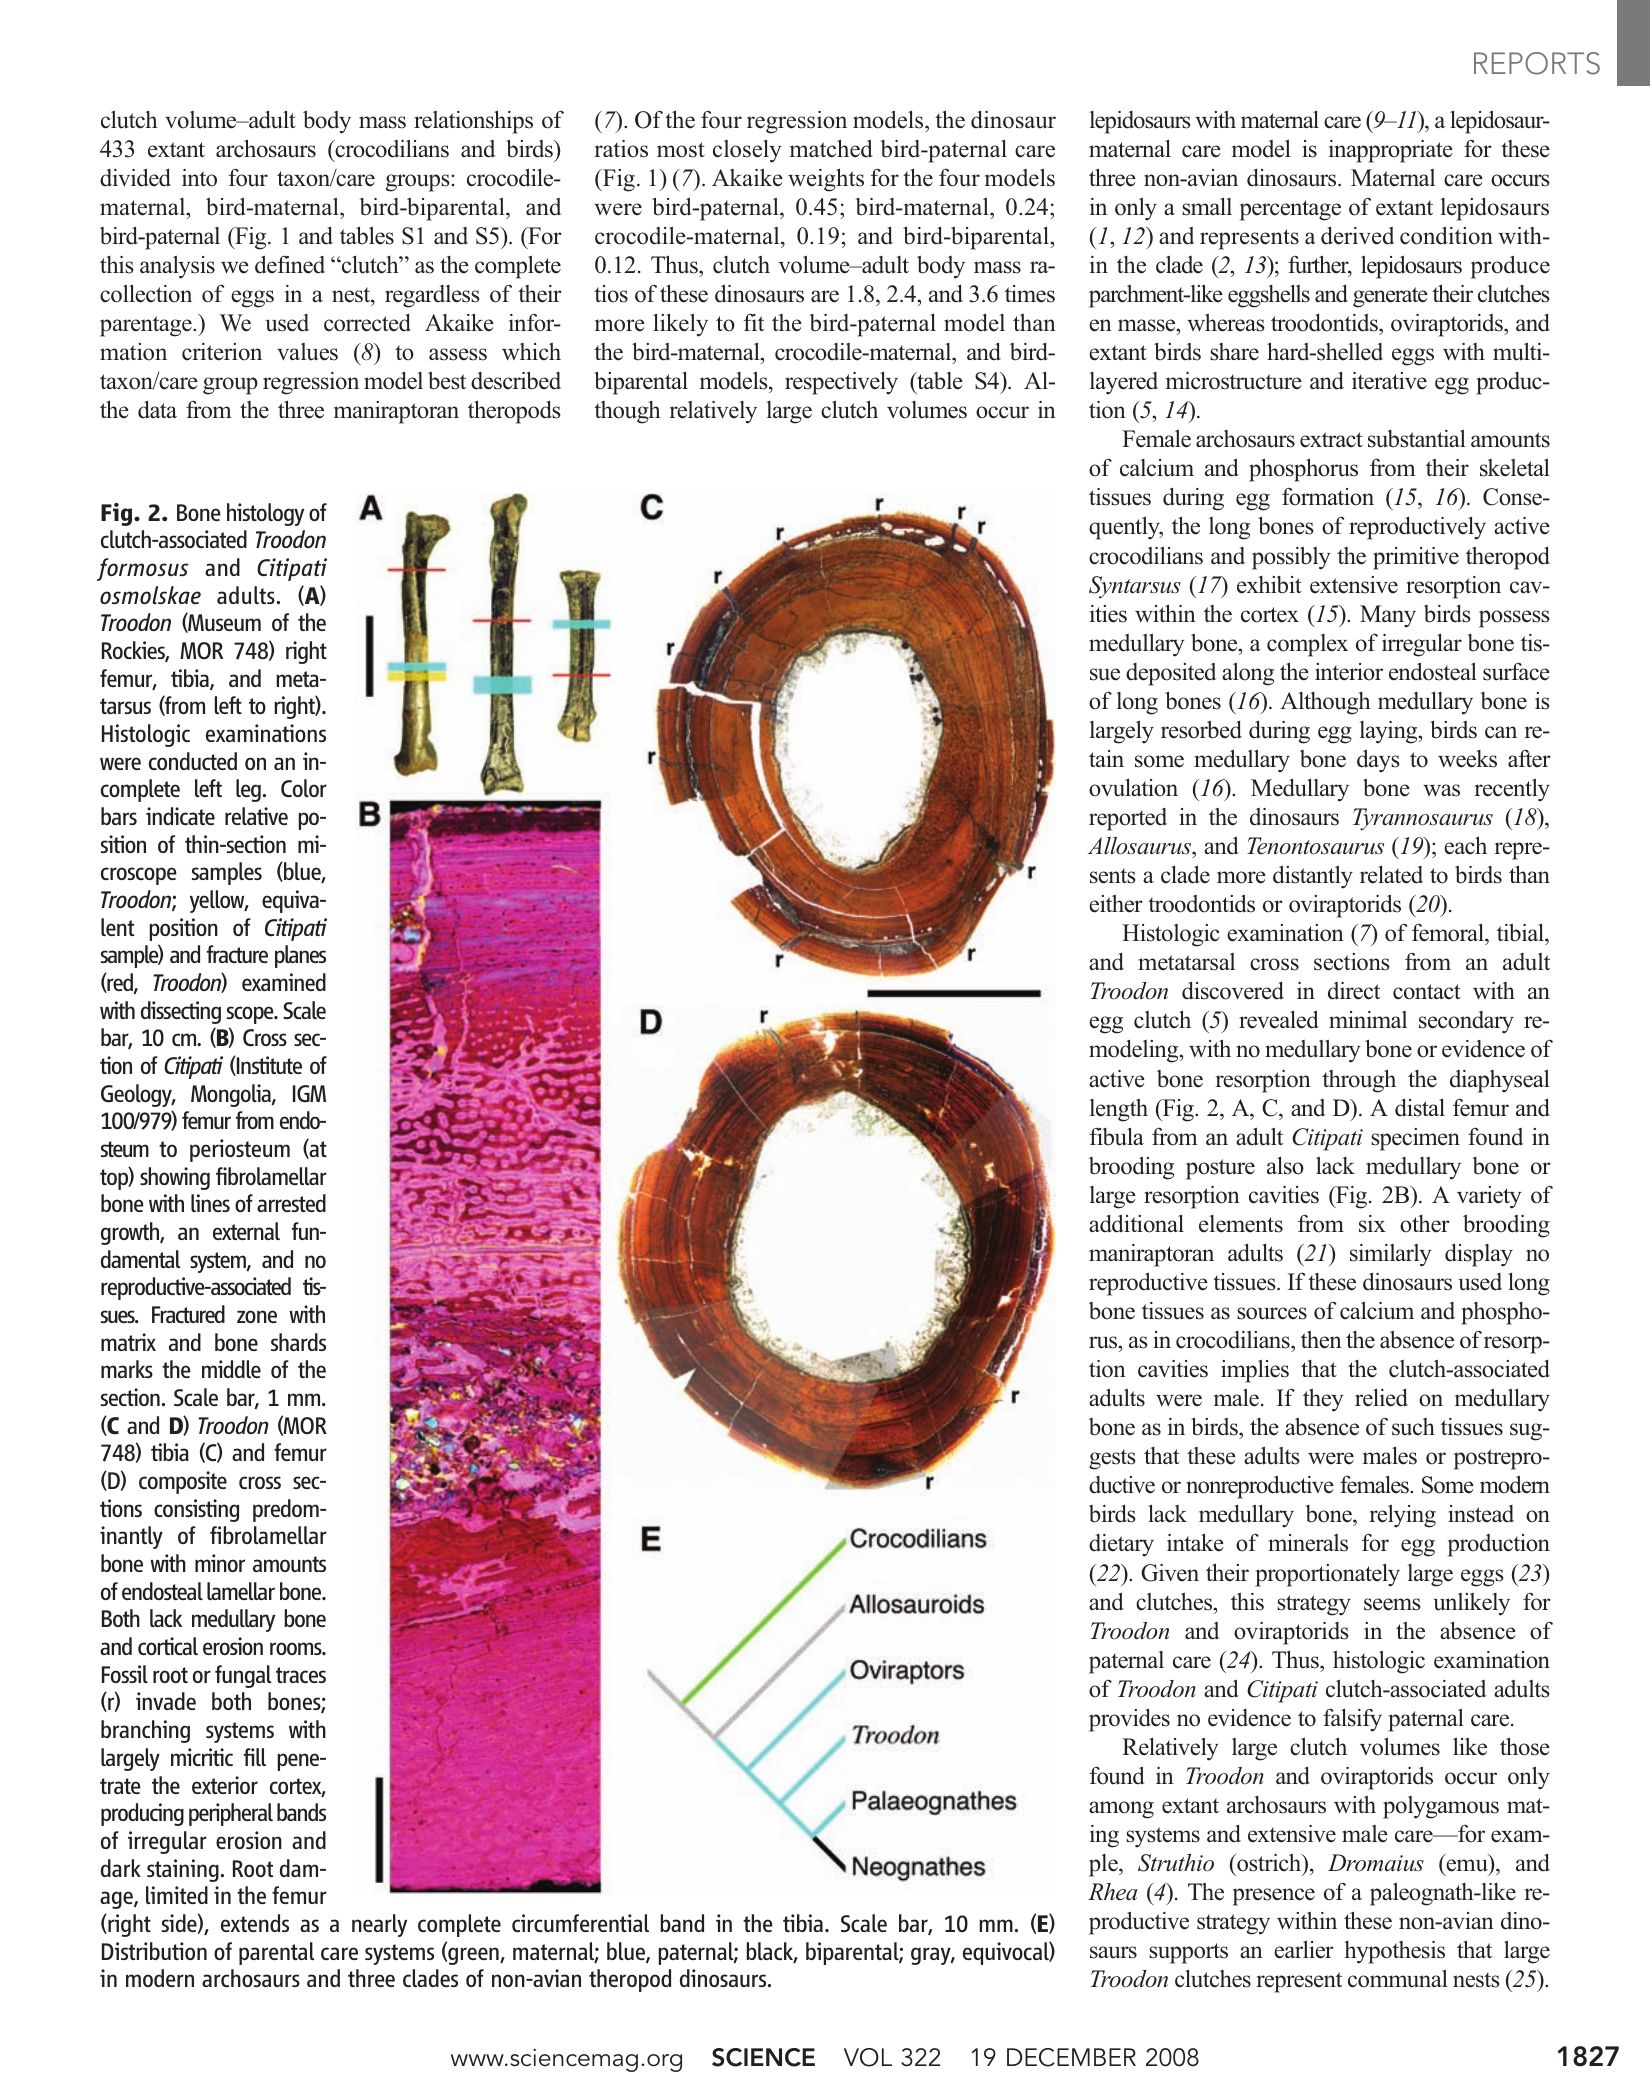 REPORTS
clutch volume–adult body mass relationships of
433 extant archosaurs (crocodilians and birds)
divided into four taxon/care groups: crocodile-
maternal, bird-maternal, bird-biparental, and
bird-paternal (Fig. 1 and tables S1 and S5). (For
this analysis we defined “clutch” as the complete
collection of eggs in a nest, regardless of their
parentage.) We used corrected Akaike infor-
mation criterion values (8) to assess which
taxon/care group regression model best described
the data from the three maniraptoran theropods
(7). Of the four regression models, the dinosaur
ratios most closely matched bird-paternal care
(Fig. 1) (7). Akaike weights for the four models
were bird-paternal, 0.45; bird-maternal, 0.24;
crocodile-maternal, 0.19; and bird-biparental,
0.12. Thus, clutch volume–adult body mass ra-
tios of these dinosaurs are 1.8, 2.4, and 3.6 times
more likely to fit the bird-paternal model than
the bird-maternal, crocodile-maternal, and bird-
biparental models, respectively (table S4). Al-
though relatively large clutch volumes occur in
lepidosaurs with maternal care (9–11), a lepidosaur-
maternal care model is inappropriate for these
three non-avian dinosaurs. Maternal care occurs
in only a small percentage of extant lepidosaurs
(1, 12) and represents a derived condition with-
in the clade (2, 13); further, lepidosaurs produce
parchment-like eggshells and generate their clutches
en masse, whereas troodontids, oviraptorids, and
extant birds share hard-shelled eggs with multi-
layered microstructure and iterative egg produc-
tion (5, 14).
Female archosaurs extract substantial amounts
of calcium and phosphorus from their skeletal
tissues during egg formation (15, 16). Conse-
quently, the long bones of reproductively active
crocodilians and possibly the primitive theropod
Syntarsus (17) exhibit extensive resorption cav-
ities within the cortex (15). Many birds possess
medullary bone, a complex of irregular bone tis-
sue deposited along the interior endosteal surface
of long bones (16). Although medullary bone is
largely resorbed during egg laying, birds can re-
tain some medullary bone days to weeks after
ovulation (16). Medullary bone was recently
reported in the dinosaurs Tyrannosaurus (18),
Allosaurus, and Tenontosaurus (19); each repre-
sents a clade more distantly related to birds than
either troodontids or oviraptorids (20).
Histologic examination (7) of femoral, tibial,
and metatarsal cross sections from an adult
Troodon discovered in direct contact with an
egg clutch (5) revealed minimal secondary re-
modeling, with no medullary bone or evidence of
active bone resorption through the diaphyseal
length (Fig. 2, A, C, and D). A distal femur and
fibula from an adult Citipati specimen found in
brooding posture also lack medullary bone or
large resorption cavities (Fig. 2B). A variety of
additional elements from six other brooding
maniraptoran adults (21) similarly display no
reproductive tissues. If these dinosaurs used long
bone tissues as sources of calcium and phospho-
rus, as in crocodilians, then the absence of resorp-
tion cavities implies that the clutch-associated
adults were male. If they relied on medullary
bone as in birds, the absence of such tissues sug-
gests that these adults were males or postrepro-
ductive or nonreproductive females. Some modern
birds lack medullary bone, relying instead on
dietary intake of minerals for egg production
(22). Given their proportionately large eggs (23)
and clutches, this strategy seems unlikely for
Troodon and oviraptorids in the absence of
paternal care (24). Thus, histologic examination
of Troodon and Citipati clutch-associated adults
provides no evidence to falsify paternal care.
Relatively large clutch volumes like those
found in Troodon and oviraptorids occur only
among extant archosaurs with polygamous mat-
ing systems and extensive male care—for exam-
ple, Struthio (ostrich), Dromaius (emu), and
Rhea (4). The presence of a paleognath-like re-
productive strategy within these non-avian dino-
saurs supports an earlier hypothesis that large
Troodon clutches represent communal nests (25).
Fig. 2. Bone histology of
clutch-associated Troodon
formosus and Citipati
osmolskae adults. (A)
Troodon (Museum of the
Rockies, MOR 748) right
femur, tibia, and meta-
tarsus (from left to right).
Histologic examinations
were conducted on an in-
complete left leg. Color
bars indicate relative po-
sition of thin-section mi-
croscope samples (blue,
Troodon; yellow, equiva-
lent position of Citipati
sample) and fracture planes
(red, Troodon) examined
with dissecting scope. Scale
bar, 10 cm. (B) Cross sec-
tion of Citipati (Institute of
Geology, Mongolia, IGM
100/979) femur from endo-
steum to periosteum (at
top) showing fibrolamellar
bone with lines of arrested
growth, an external fun-
damental system, and no
reproductive-associated tis-
sues. Fractured zone with
matrix and bone shards
marks the middle of the
section. Scale bar, 1 mm.
(C and D) Troodon (MOR
748) tibia (C) and femur
(D) composite cross sec-
tions consisting predom-
inantly of fibrolamellar
bone with minor amounts
of endosteal lamellar bone.
Both lack medullary bone
and cortical erosion rooms.
Fossil root or fungal traces
(r) invade both bones;
branching systems with
largely micritic fill pene-
trate the exterior cortex,
producing peripheral bands
of irregular erosion and
dark staining. Root dam-
age, limited in the femur
(right side), extends as a nearly complete circumferential band in the tibia. Scale bar, 10 mm. (E)
Distribution of parental care systems (green, maternal; blue, paternal; black, biparental; gray, equivocal)
in modern archosaurs and three clades of non-avian theropod dinosaurs.
A
B
C
r
r
r
r
r
r
r
r
r
r
D
r
r
r
E
Crocodilians
Allosauroids
Oviraptors
Troodon
Palaeognathes
Neognathes
www.sciencemag.org SCIENCE VOL 322 19 DECEMBER 2008 1827